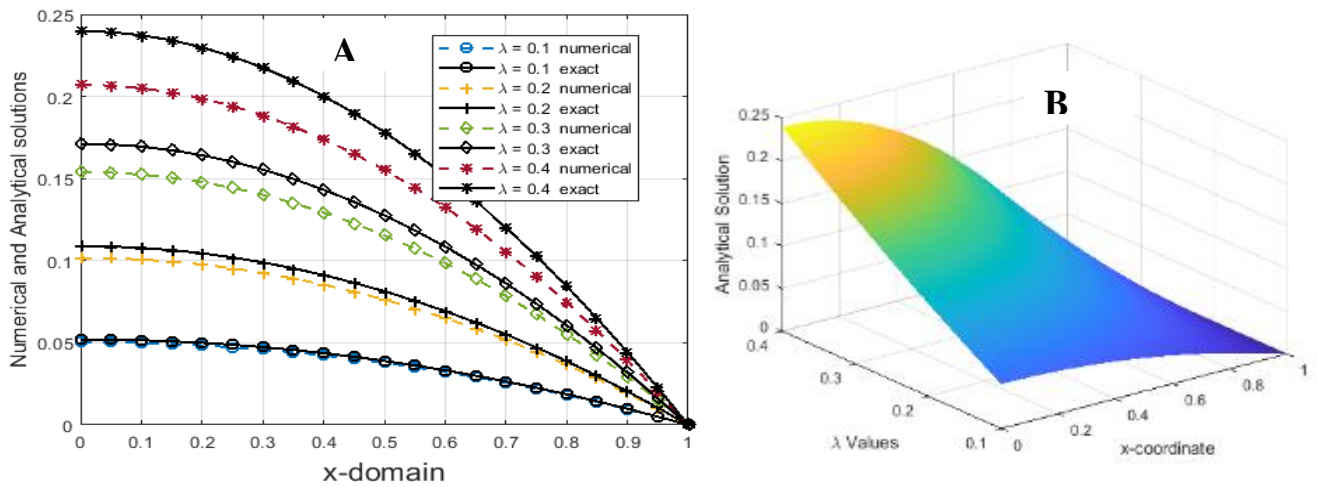 A
Numerical and Analytical solutions
0.25
0.2
0.15
0.1
0.05
0
0 0.1 0.2 0.3 0.4 0.5 0.6 0.7 0.8 0.9 1
x-domain
λ = 0.1 numerical
λ = 0.1 exact
λ = 0.2 numerical
λ = 0.2 exact
λ = 0.3 numerical
λ = 0.3 exact
λ = 0.4 numerical
λ = 0.4 exact
B
Analytical Solution
0.25
0.2
0.15
0.1
0.05
0
0.4
0.3
0.2
0.1
λ Values
0
0.2
0.4
0.6
0.8
1
x-coordinate